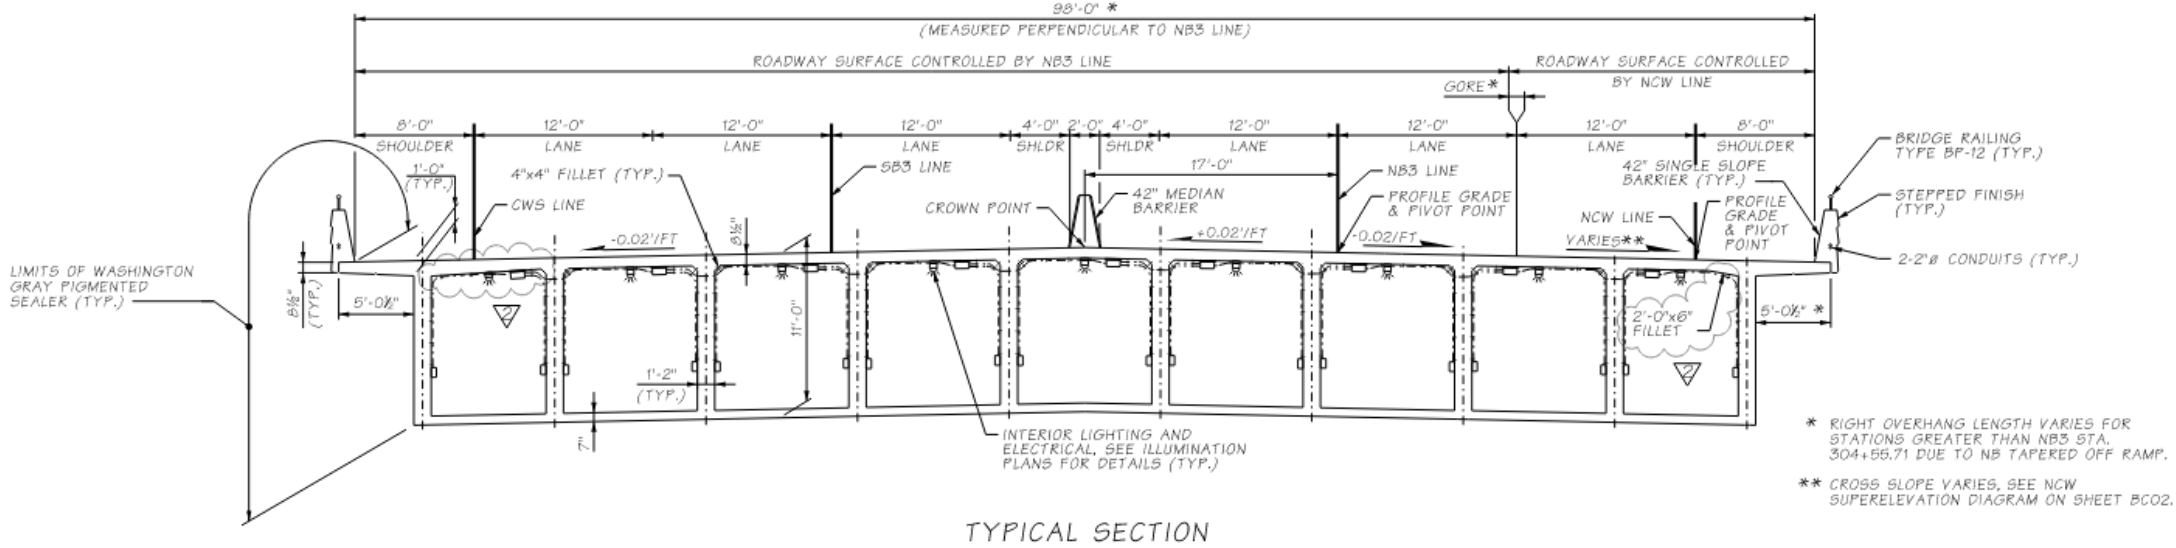 98'-0" *
(MEASURED PERPENDICULAR TO NB3 LINE)
ROADWAY SURFACE CONTROLLED BY NB3 LINE
ROADWAY SURFACE CONTROLLED
BY NCW LINE
GORE*
8'-0"
SHOULDER
12'-0"
LANE
12'-0"
LANE
12'-0"
LANE
4'-0"
SHLDR
2'-0"
4'-0"
SHLDR
12'-0"
LANE
12'-0"
LANE
12'-0"
LANE
8'-0"
SHOULDER
1'-0"
(TYP.)
4"x4" FILLET (TYP.)
CWS LINE
SB3 LINE
17'-0"
CROWN POINT
42" MEDIAN
BARRIER
NB3 LINE
PROFILE GRADE
& PIVOT POINT
42" SINGLE SLOPE
BARRIER (TYP.)
NCW LINE
PROFILE
GRADE
& PIVOT
POINT
BRIDGE RAILING
TYPE BP-12 (TYP.)
STEPPED FINISH
(TYP.)
2-2"ø CONDUITS (TYP.)
-0.02'/FT
8½"
+0.02'/FT
-0.02/FT
VARIES**
LIMITS OF WASHINGTON
GRAY PIGMENTED
SEALER (TYP.)
8½"
(TYP.)
5'-0½"
2
11'-0"
1'-2"
(TYP.)
7"
2'-0"x6"
FILLET
2
5'-0½" *
INTERIOR LIGHTING AND
ELECTRICAL, SEE ILLUMINATION
PLANS FOR DETAILS (TYP.)
* RIGHT OVERHANG LENGTH VARIES FOR
STATIONS GREATER THAN NB3 STA.
304+55.71 DUE TO NB TAPERED OFF RAMP.
** CROSS SLOPE VARIES, SEE NCW
SUPERELEVATION DIAGRAM ON SHEET BC02.
TYPICAL SECTION